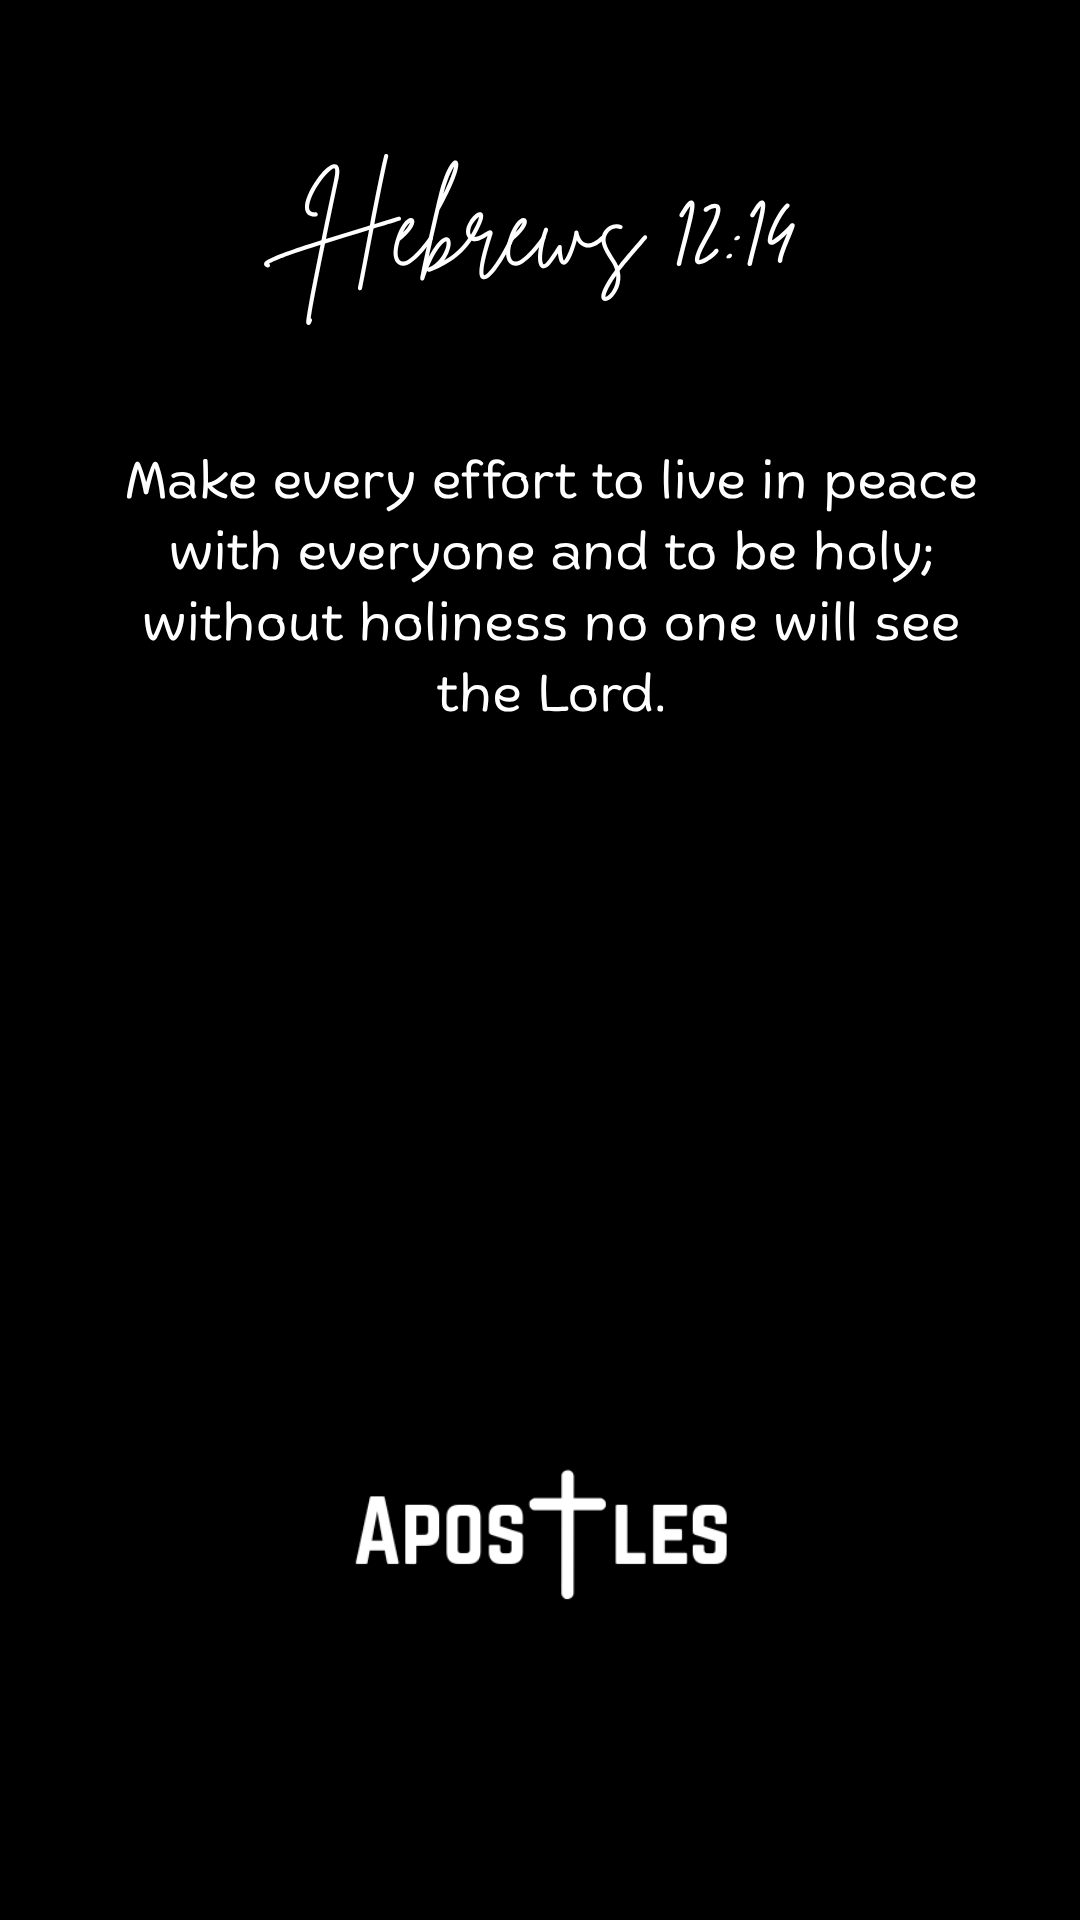 Hebrews 12:14
Make every effort to live in peace
with everyone and to be holy;
without holiness no one will see
the Lord.
APOSTLES